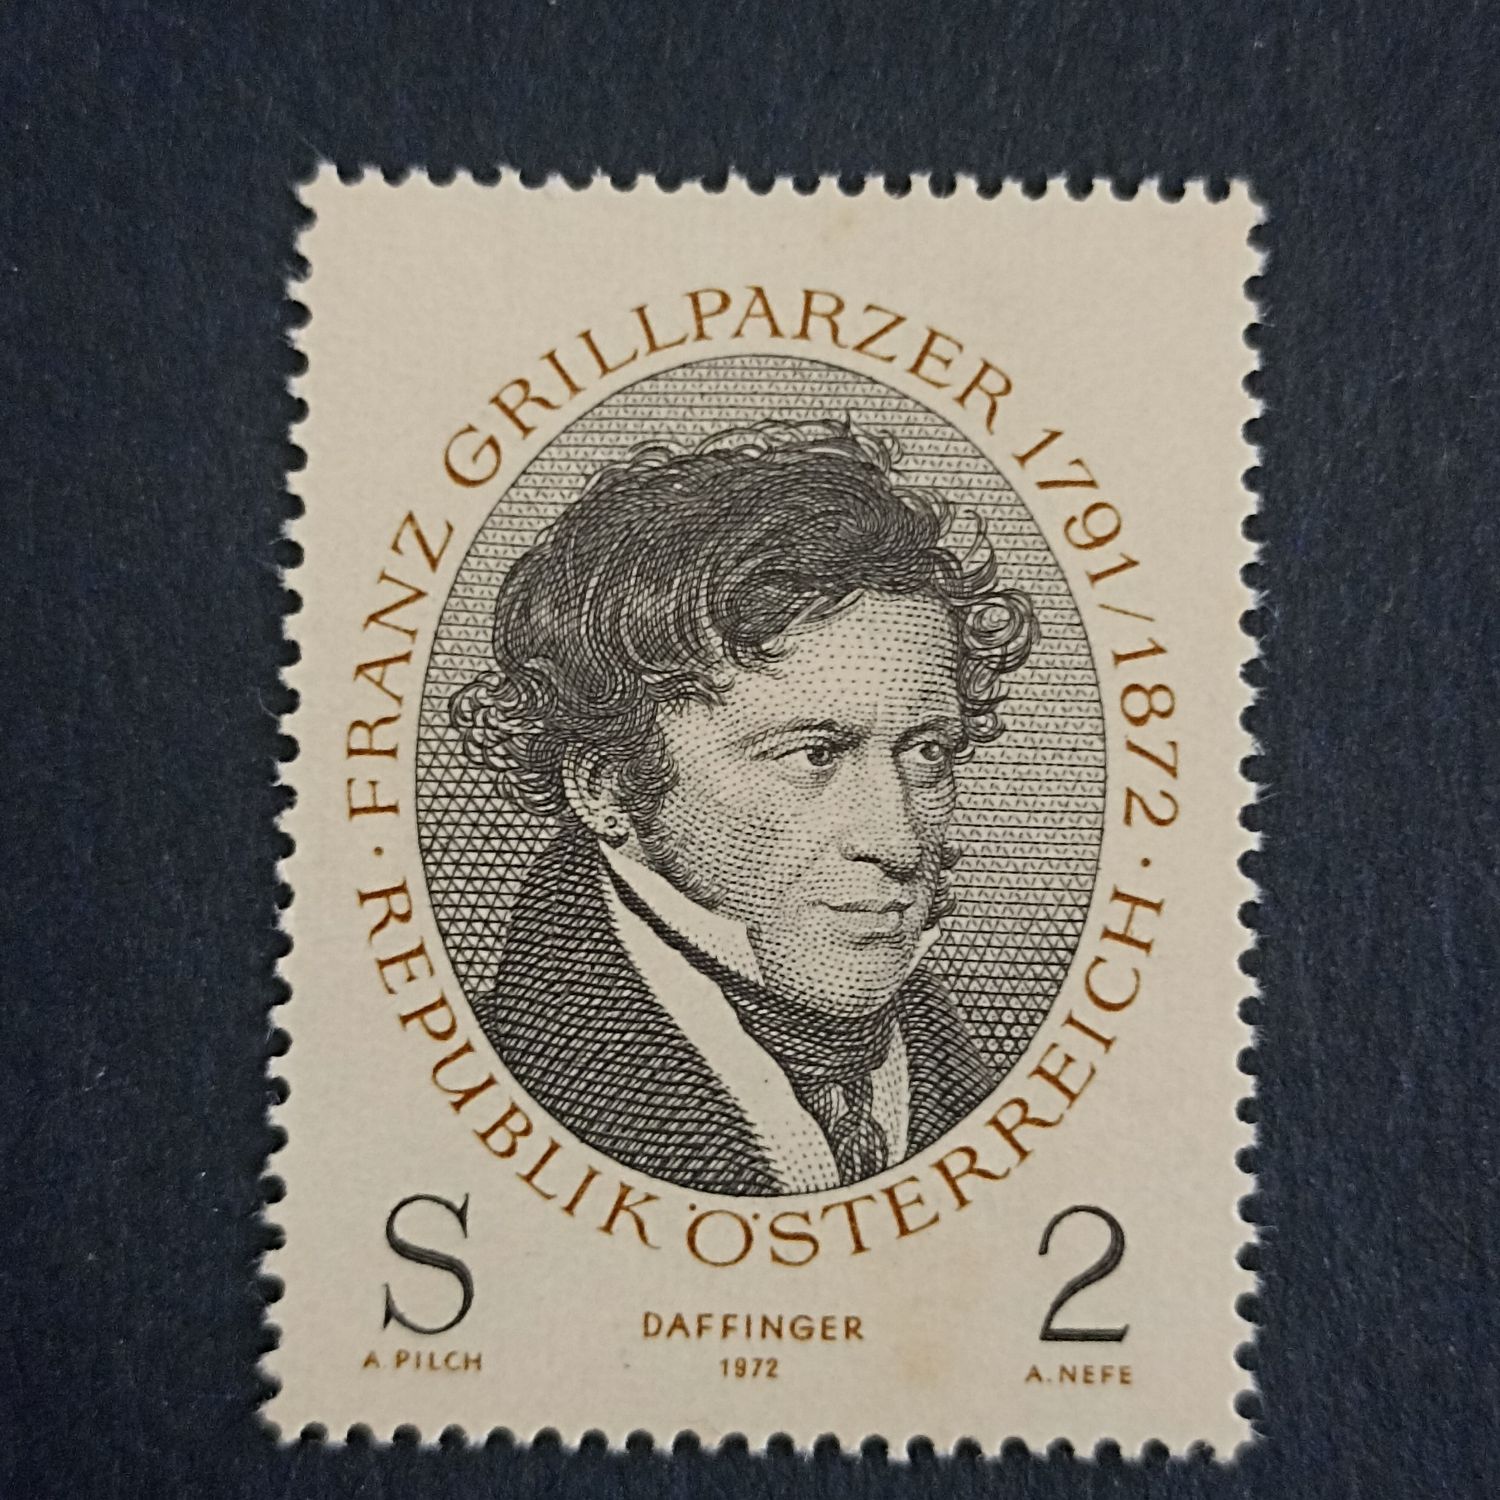 · FRANZ GRILLPARZER 1791/1872 ·
REPUBLIK ÖSTERREICH
S 2
DAFFINGER
A. PILCH 1972 A. NEFE